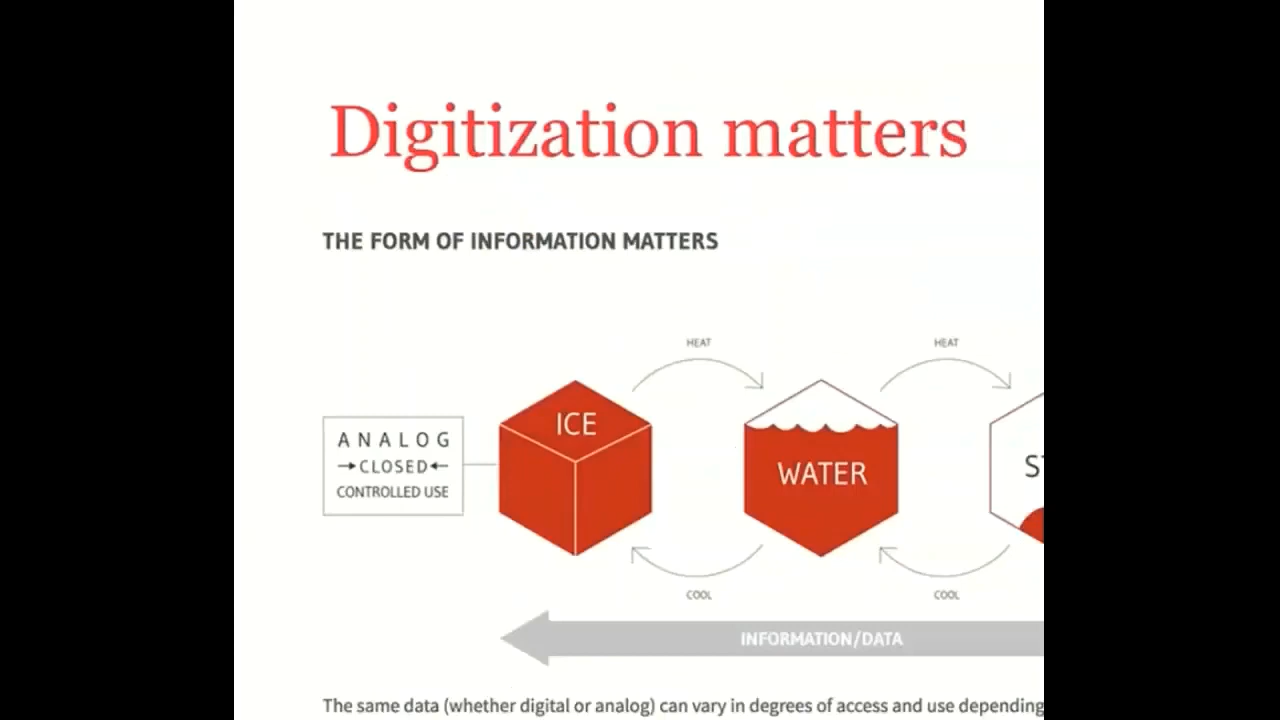 Digitization matters
THE FORM OF INFORMATION MATTERS
HEAT
HEAT
ICE
WATER
ANALOG
→CLOSED←
CONTROLLED USE
COOL
COOL
INFORMATION/DATA
The same data (whether digital or analog) can vary in degrees of access and use depending